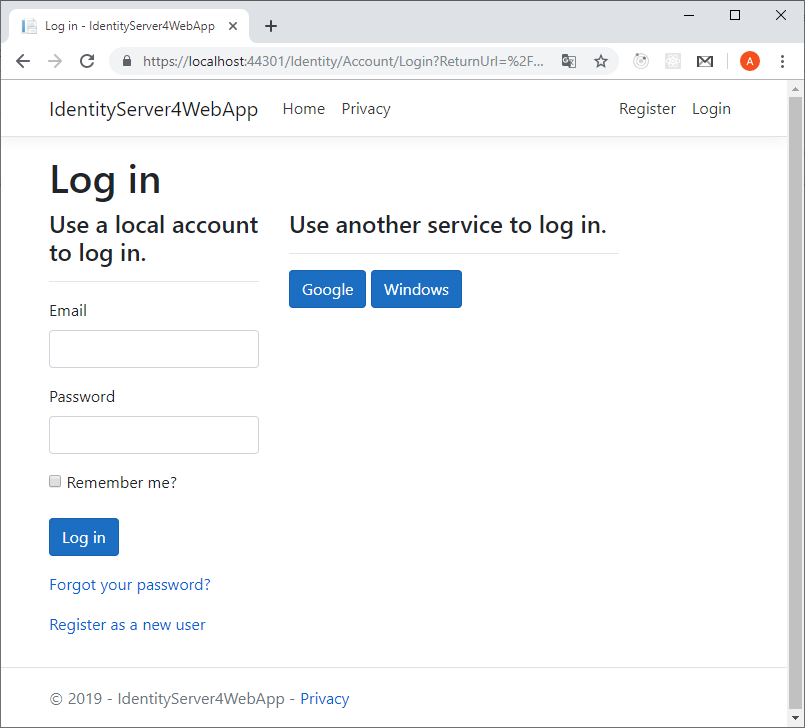 Log in - IdentityServer4WebApp
https://localhost:44301/Identity/Account/Login?ReturnUrl=%2F...
A
IdentityServer4WebApp Home Privacy Register Login
Log in
Use a local account
to log in.
Use another service to log in.
Google Windows
Email
Password
Remember me?
Log in
Forgot your password?
Register as a new user
© 2019 - IdentityServer4WebApp - Privacy